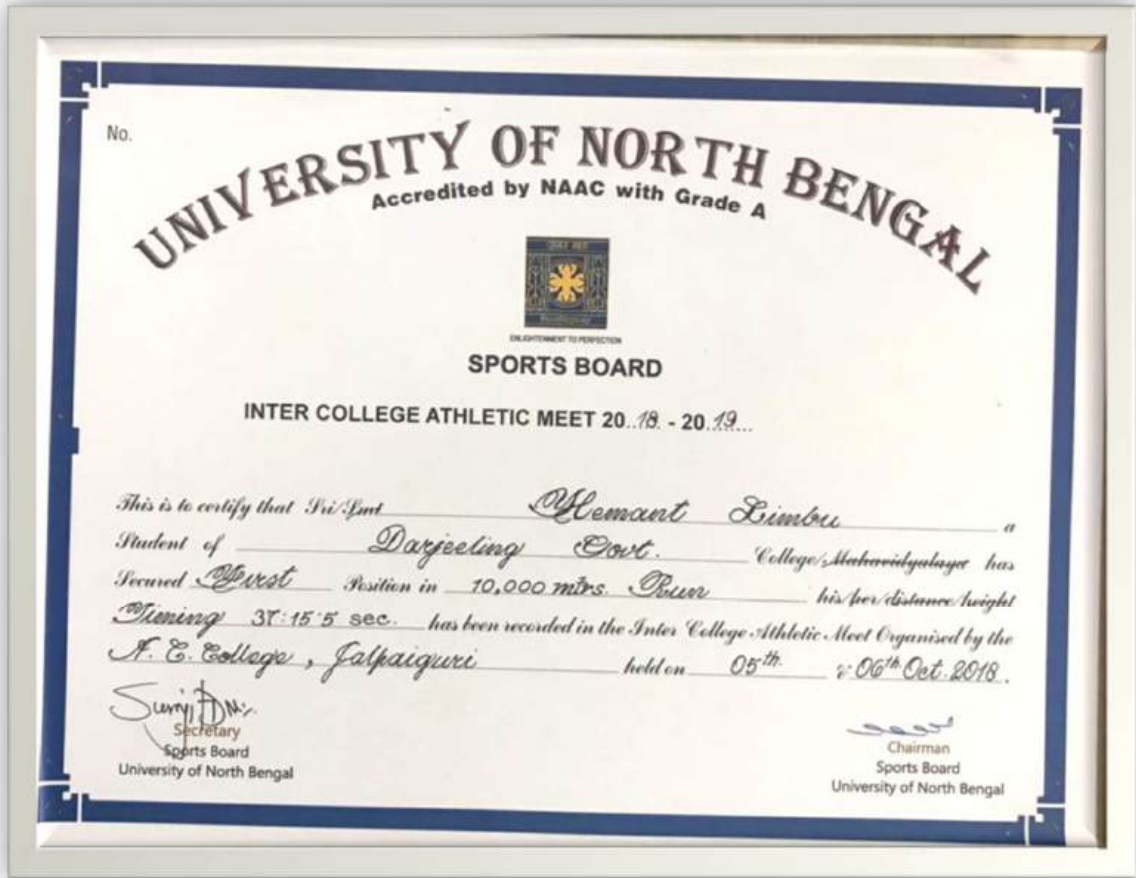 No.
UNIVERSITY OF NORTH BENGAL
Accredited by NAAC with Grade A
ENLIGHTENMENT TO PERFECTION
SPORTS BOARD
INTER COLLEGE ATHLETIC MEET 20..18. - 20.19...
This is to certify that Sri/Smt Hemant Limbu a
Student of Darjeeling Govt. College/Mahavidyalaya has
Secured First Position in 10,000 mtrs. Run his/her/distance/height
Timing 37:15'5 sec. has been recorded in the Inter College Athletic Meet Organised by the
A. C. College, Jalpaiguri held on 05th. & 06th Oct. 2018.
Secretary
Sports Board
University of North Bengal
Chairman
Sports Board
University of North Bengal